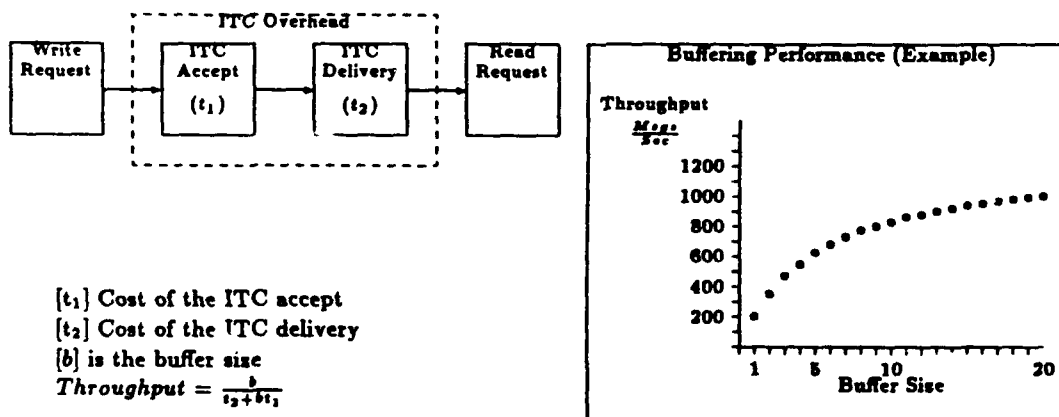 ITC Overhead
Write Request
ITC Accept (t₁)
ITC Delivery (t₂)
Read Request
[t₁] Cost of the ITC accept
[t₂] Cost of the ITC delivery
[b] is the buffer size
Throughput = b / (t₂+bt₁)
Buffering Performance (Example)
Throughput
Msgs/Sec
1200
1000
800
600
400
200
1 5 10 20
Buffer Size